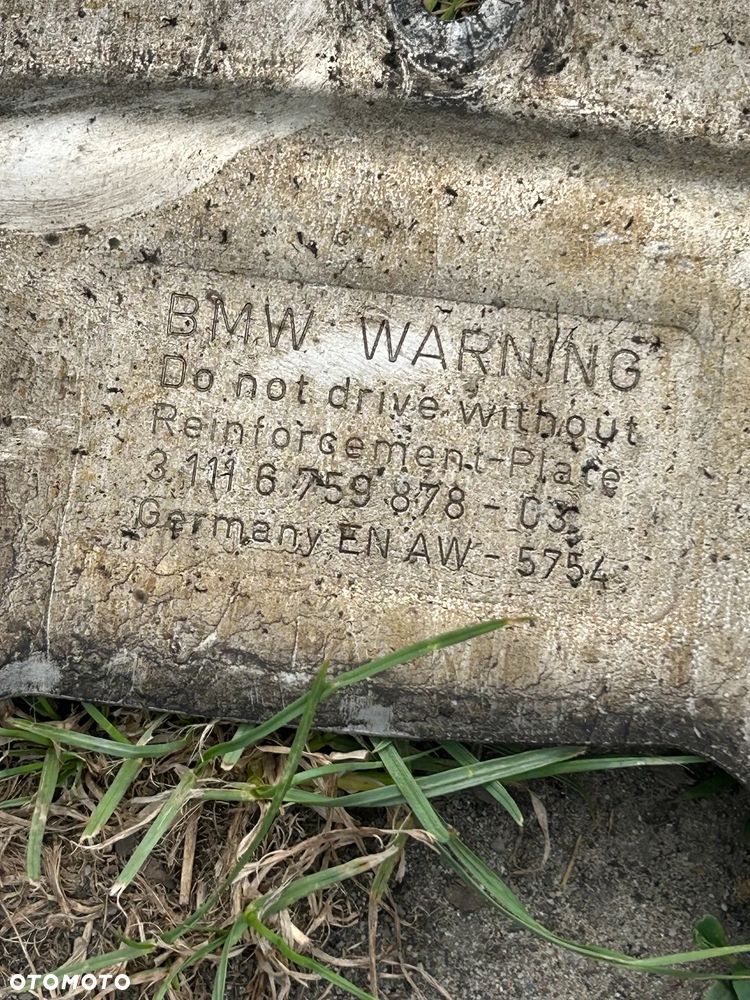 BMW WARNING
Do not drive without
Reinforcement-Plate
3.111 6 759 878 - 03
Germany EN AW - 5754
OTOMOTO